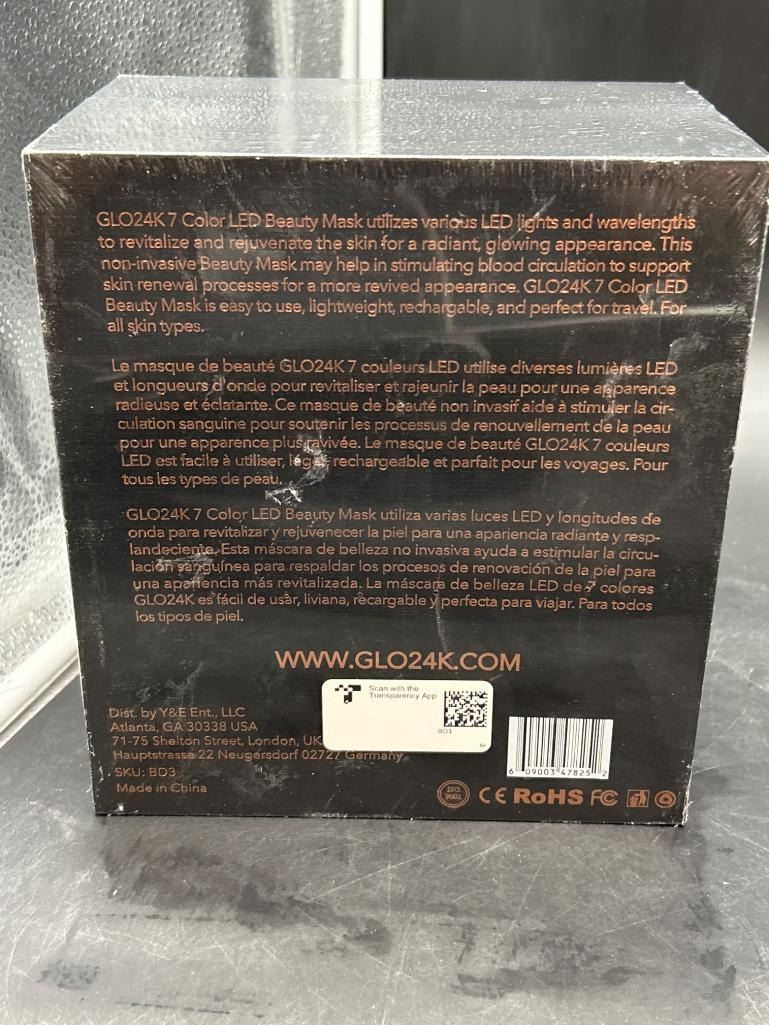 GLO24K 7 Color LED Beauty Mask utilizes various LED lights and wavelengths
to revitalize and rejuvenate the skin for a radiant, glowing appearance. This
non-invasive Beauty Mask may help in stimulating blood circulation to support
skin renewal processes for a more revived appearance. GLO24K 7 Color LED
Beauty Mask is easy to use, lightweight, rechargable, and perfect for travel. For
all skin types.
Le masque de beauté GLO24K 7 couleurs LED utilise diverses lumières LED
et longueurs d'onde pour revitaliser et rajeunir la peau pour une apparence
radieuse et éclatante. Ce masque de beauté non invasif aide à stimuler la cir-
culation sanguine pour soutenir les processus de renouvellement de la peau
pour une apparence plus ravivée. Le masque de beauté GLO24K 7 couleurs
LED est facile à utiliser, léger, rechargeable et parfait pour les voyages. Pour
tous les types de peau.
GLO24K 7 Color LED Beauty Mask utiliza varias luces LED y longitudes de
onda para revitalizar y rejuvenecer la piel para una apariencia radiante y resp-
landeciente. Esta máscara de belleza no invasiva ayuda a estimular la circu-
lación sanguínea para respaldar los procesos de renovación de la piel para
una apariencia más revitalizada. La máscara de belleza LED de 7 colores
GLO24K es fácil de usar, liviana, recargable y perfecta para viajar. Para todos
los tipos de piel.
WWW.GLO24K.COM
Scan with the
Transparency App
BD3
Dist. by Y&E Ent., LLC
Atlanta, GA 30338 USA
71-75 Shelton Street, London, UK
Hauptstrasse 22 Neugersdorf 02727 Germany
SKU: BD3
Made in China
6 09003 47825 2
ISO
9001
CE RoHS FC